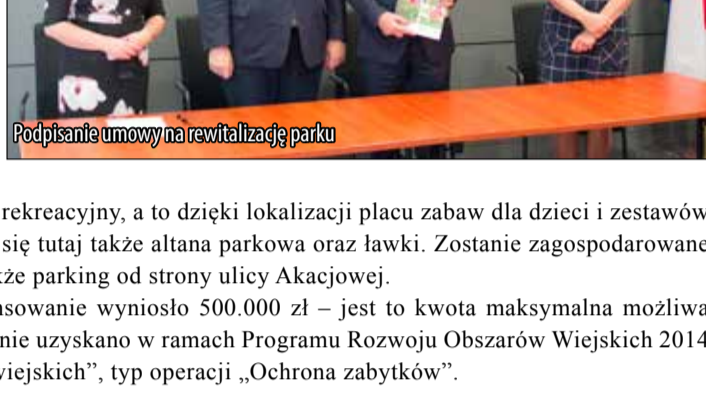 Podpisanie umowy na rewitalizację parku
rekreacyjny, a to dzięki lokalizacji placu zabaw dla dzieci i zestawów
się tutaj także altana parkowa oraz ławki. Zostanie zagospodarowane
kże parking od strony ulicy Akacjowej.
nsowanie wyniosło 500.000 zł – jest to kwota maksymalna możliwa
nie uzyskano w ramach Programu Rozwoju Obszarów Wiejskich 2014
wiejskich”, typ operacji „Ochrona zabytków”.